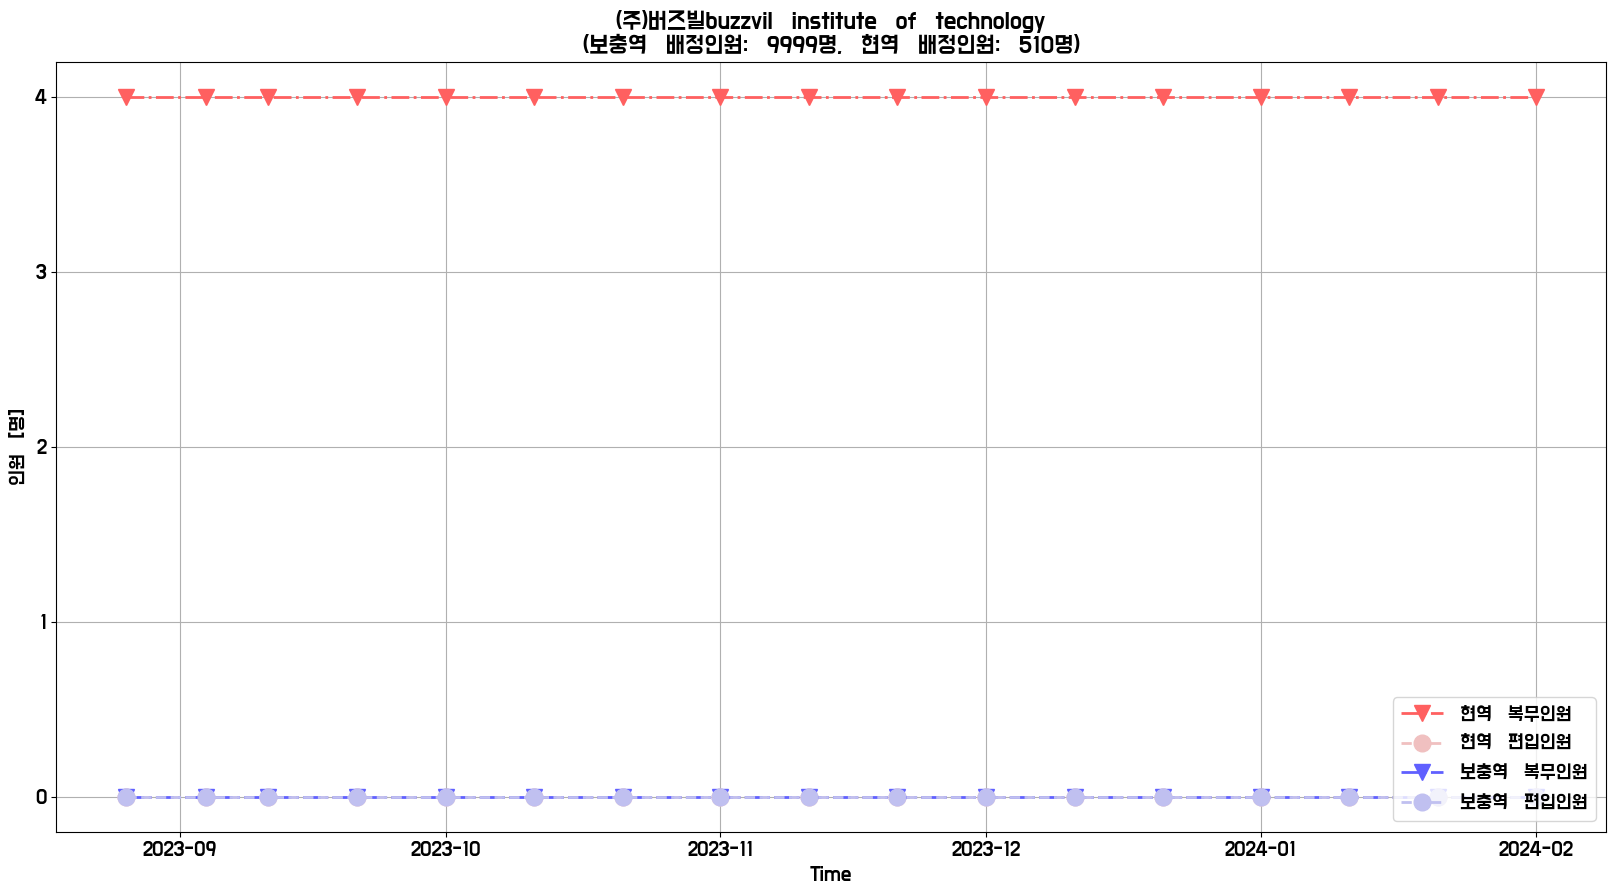 (주)버즈빌buzzvil institute of technology
(보충역 배정인원: 9999명, 현역 배정인원: 510명)
인원 [명]
4
3
2
1
0
2023-09
2023-10
2023-11
2023-12
2024-01
2024-02
Time
현역 복무인원
현역 편입인원
보충역 복무인원
보충역 편입인원